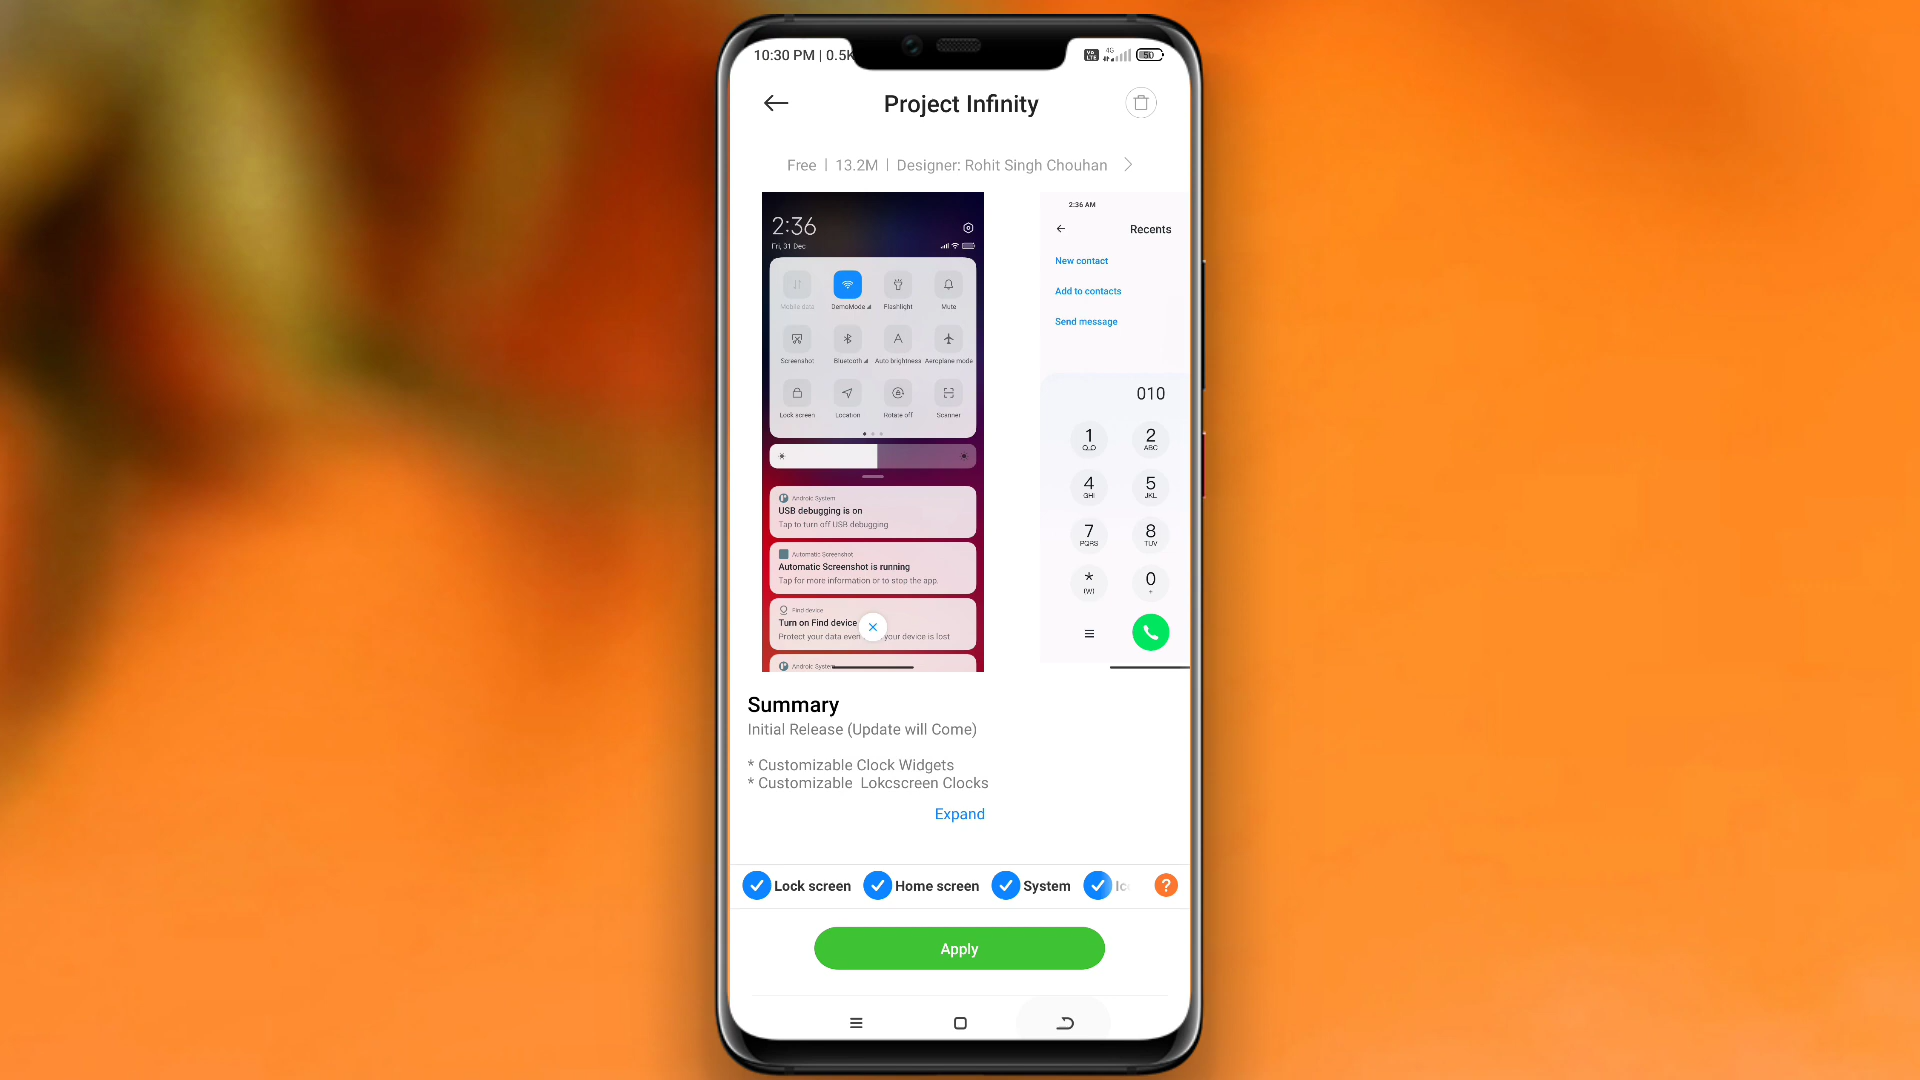 10:30 PM | 0.5K
VoLTE 4G 50
Project Infinity
Free | 13.2M | Designer: Rohit Singh Chouhan
2:36
Fri, 31 Dec
Mobile data DemoMode Flashlight Mute
Screenshot Bluetooth Auto brightness Aeroplane mode
Lock screen Location Rotate off Scanner
Android System
USB debugging is on
Tap to turn off USB debugging
Automatic Screenshot
Automatic Screenshot is running
Tap for more information or to stop the app.
Find device
Turn on Find device
Protect your data even your device is lost
Android System
2:36 AM
Recents
New contact
Add to contacts
Send message
010
1 2
ABC
4 5
GHI JKL
7 8
PQRS TUV
* 0
(W) +
Summary
Initial Release (Update will Come)
* Customizable Clock Widgets
* Customizable  Lokcscreen Clocks
Expand
Lock screen Home screen System Ic ?
Apply